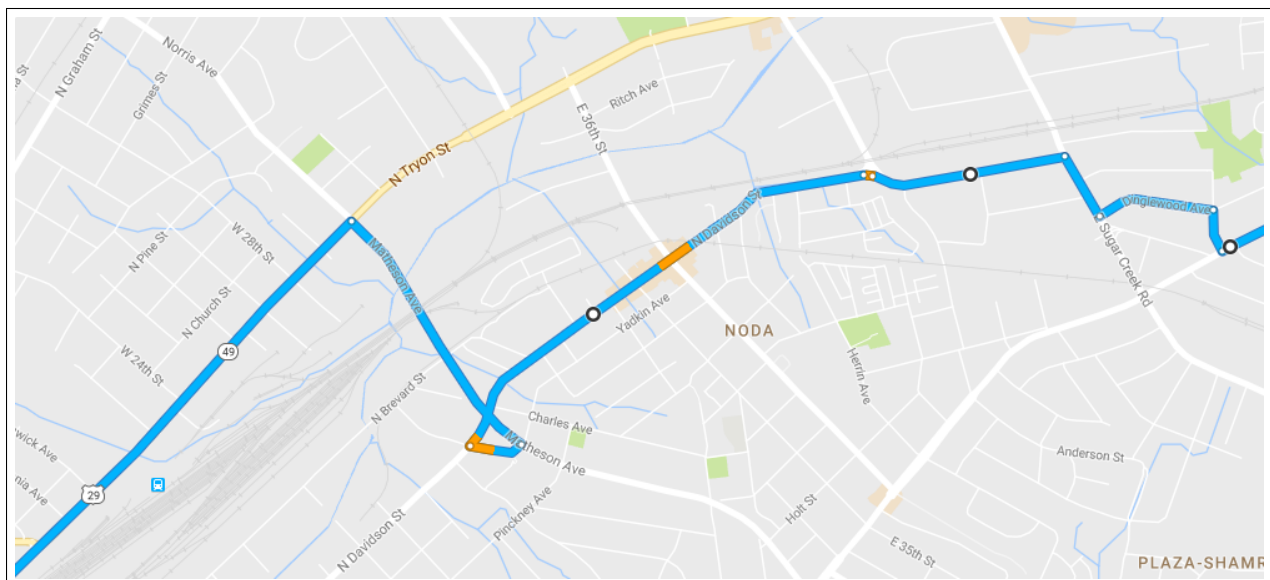 N Graham St
Norris Ave
Grimes St
Ritch Ave
E 36th St
N Tryon St
N Davidson St
Sugar Creek Rd
N Pine St
W 28th St
Matheson Ave
N Church St
49
Yadkin Ave
NODA
Herrin Ave
W 24th St
N Brevard St
Charles Ave
Matheson Ave
Anderson St
29
Pinckney Ave
Holt St
N Davidson St
E 35th St
PLAZA-SHAMR